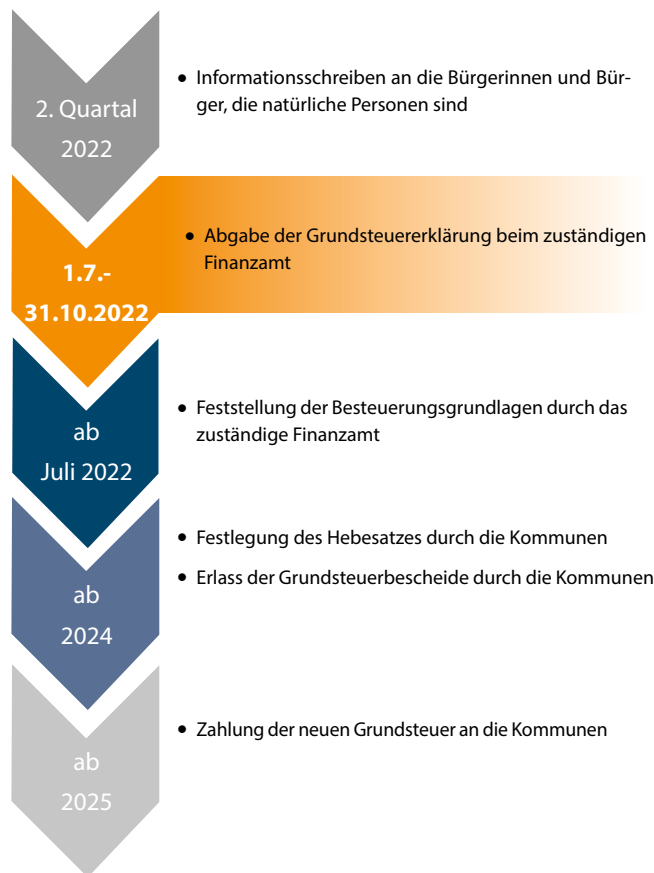 2. Quartal
2022
• Informationsschreiben an die Bürgerinnen und Bür-
ger, die natürliche Personen sind
1.7.-
31.10.2022
• Abgabe der Grundsteuererklärung beim zuständigen
Finanzamt
ab
Juli 2022
• Feststellung der Besteuerungsgrundlagen durch das
zuständige Finanzamt
ab
2024
• Festlegung des Hebesatzes durch die Kommunen
• Erlass der Grundsteuerbescheide durch die Kommunen
ab
2025
• Zahlung der neuen Grundsteuer an die Kommunen